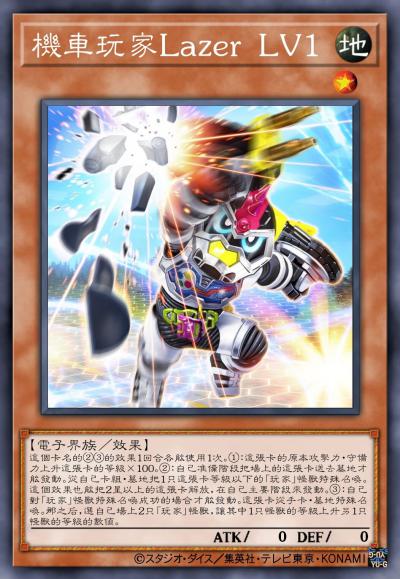 機車玩家Lazer LV1
地
【電子界族／效果】
這個卡名的②③的效果1回合各能使用1次。①：這張卡的原本攻擊力·守備
力上升這張卡的等級×100。②：自己準備階段把場上的這張卡送去墓地才
能發動。從自己卡組·墓地把1只這張卡等級以下的「玩家」怪獸特殊召喚。
這個效果也能把2星以上的這張卡解放，在自己主要階段來發動。③：自己
對「玩家」怪獸特殊召喚成功的場合才能發動。這張卡從手卡·墓地特殊召
喚。那之后，選自己場上2只「玩家」怪獸，讓其中1只怪獸的等級上升另1只
怪獸的等級的數值。
ATK/ 0 DEF/ 0
©スタジオ・ダイス／集英社・テレビ東京・KONAMI